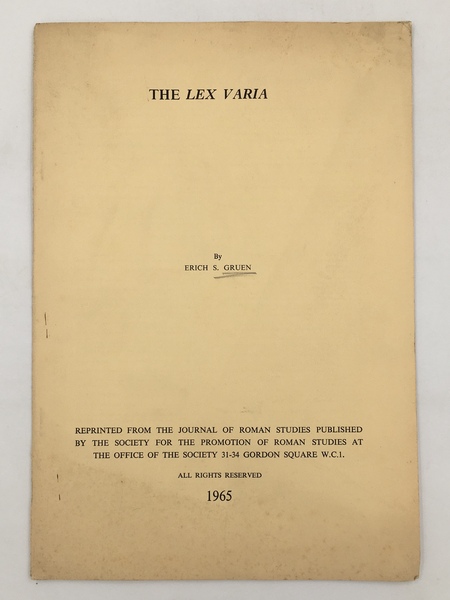 THE LEX VARIA
By
ERICH S. GRUEN
REPRINTED FROM THE JOURNAL OF ROMAN STUDIES PUBLISHED
BY THE SOCIETY FOR THE PROMOTION OF ROMAN STUDIES AT
THE OFFICE OF THE SOCIETY 31-34 GORDON SQUARE W.C.1.
ALL RIGHTS RESERVED
1965